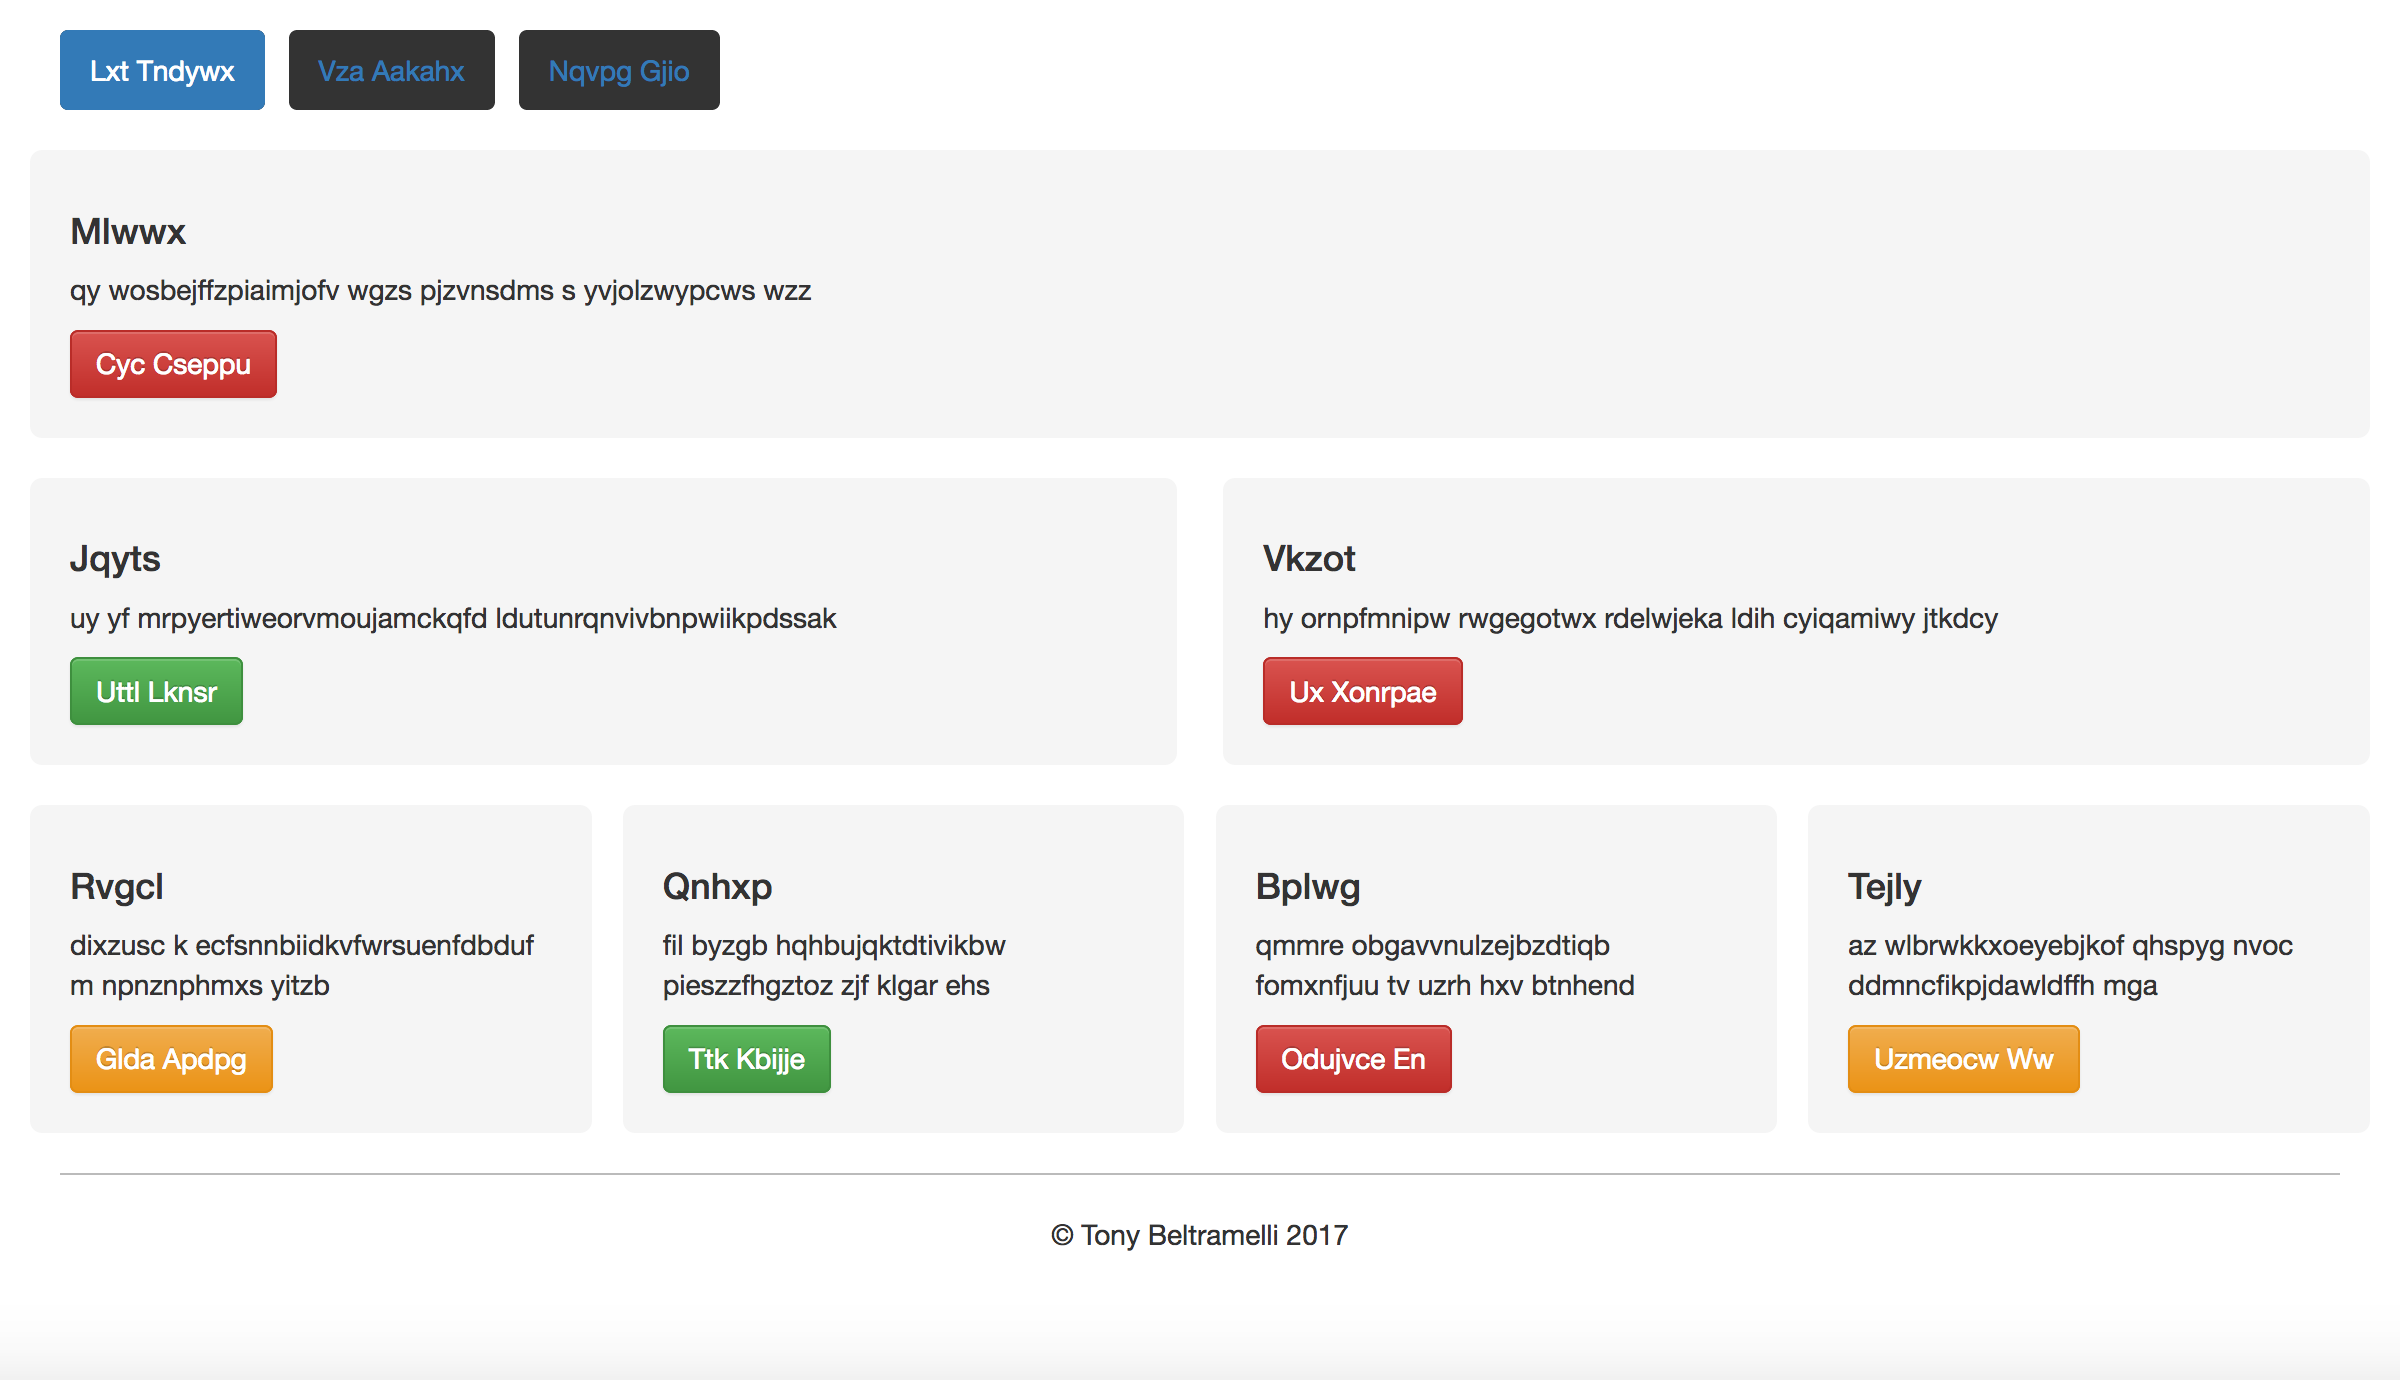 Lxt Tndywx Vza Aakahx Nqvpg Gjio
Mlwwx
qy wosbejffzpiaimjofv wgzs pjzvnsdms s yvjolzwypcws wzz
Cyc Cseppu
Jqyts
uy yf mrpyertiweorvmoujamckqfd ldutunrqnvivbnpwiikpdssak
Uttl Lknsr
Vkzot
hy ornpfmnipw rwgegotwx rdelwjeka ldih cyiqamiwy jtkdcy
Ux Xonrpae
Rvgcl
dixzusc k ecfsnnbiidkvfwrsuenfdbduf
m npnznphmxs yitzb
Glda Apdpg
Qnhxp
fil byzgb hqhbujqktdtivikbw
pieszzfhgztoz zjf klgar ehs
Ttk Kbijje
Bplwg
qmmre obgavvnulzejbzdtiqb
fomxnfjuu tv uzrh hxv btnhend
Odujvce En
Tejly
az wlbrwkkxoeyebjkof qhspyg nvoc
ddmncfikpjdawldffh mga
Uzmeocw Ww
© Tony Beltramelli 2017